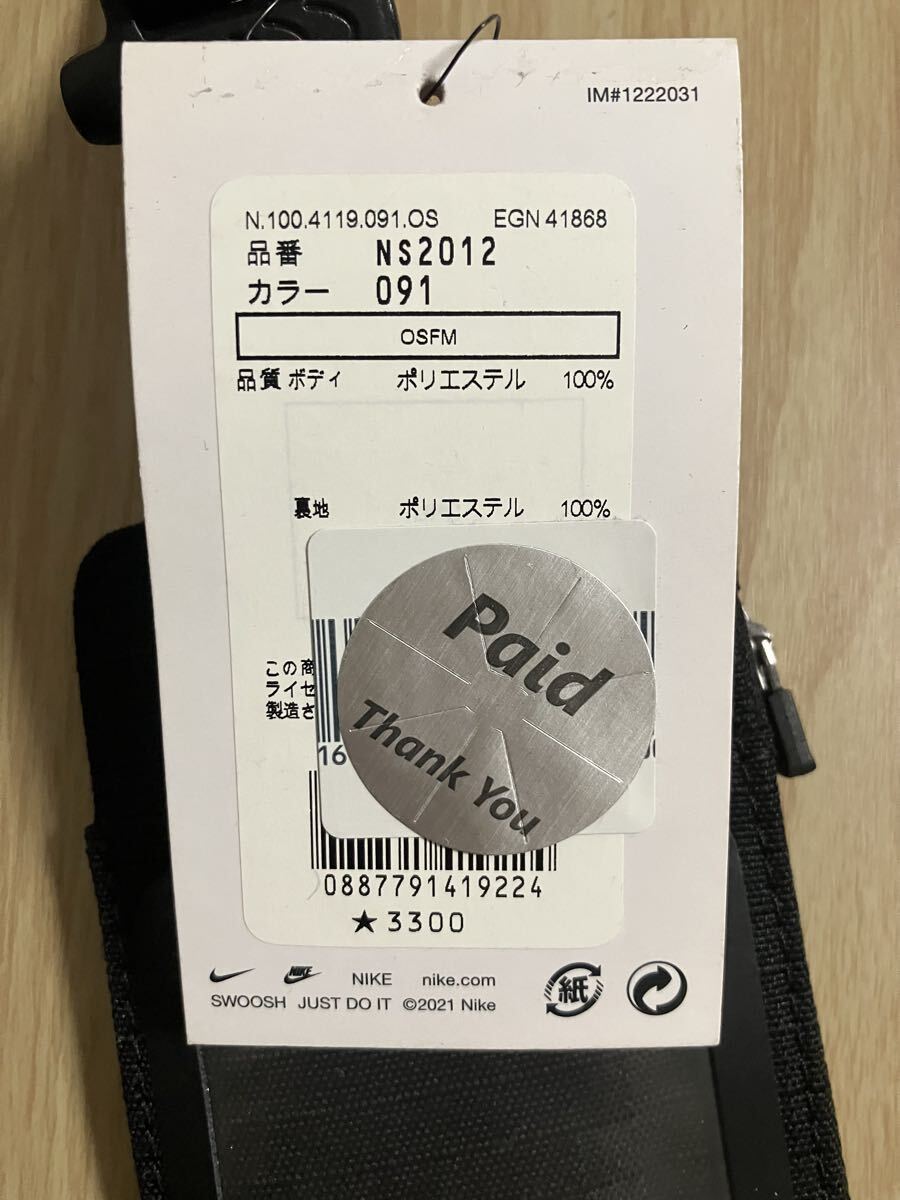 IM#1222031
N.100.4119.091.OS EGN 41868
品番 NS2012
カラー 091
OSFM
品質 ボディ ポリエステル 100%
裏地 ポリエステル 100%
Paid
Thank You
この商
ライセ
製造さ
16
0887791419224
★3300
NIKE NIKE nike.com
SWOOSH JUST DO IT ©2021 Nike
紙